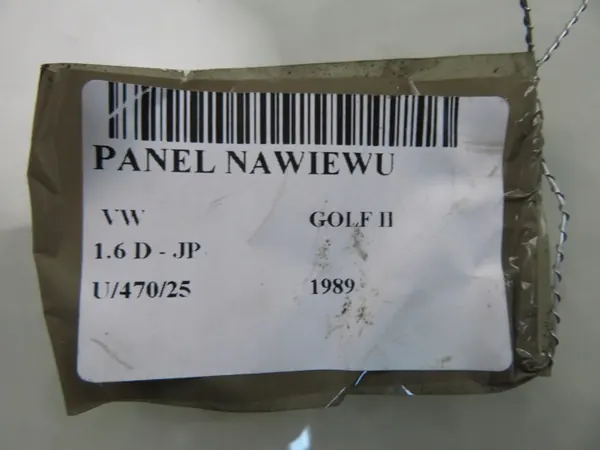 PANEL NAWIEWU
VW GOLF II
1.6 D - JP
U/470/25 1989